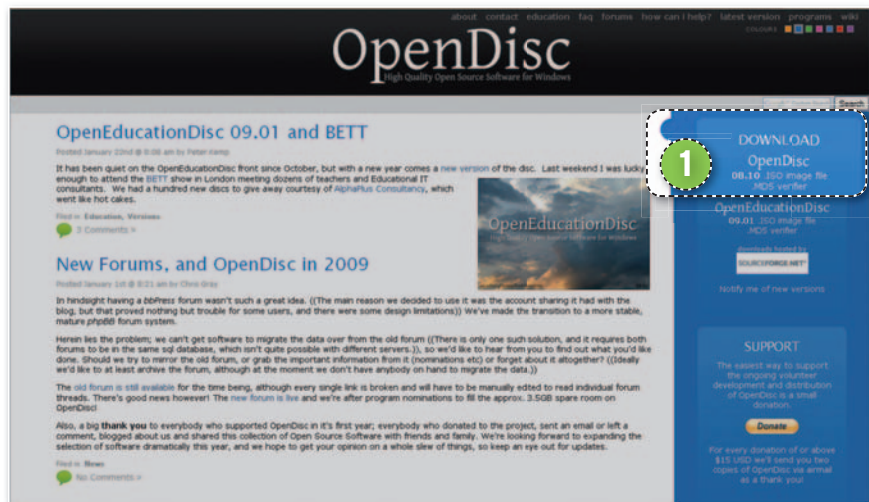 about contact education faq forums how can I help? latest version programs wiki
COLOURS
OpenDisc
High Quality Open Source Software for Windows
Search
OpenEducationDisc 09.01 and BETT
Posted January 22nd @ 8:08 am by Peter Kemp
It has been quiet on the OpenEducationDisc front since October, but with a new year comes a new version of the disc. Last weekend I was lucky
enough to attend the BETT show in London meeting dozens of teachers and Educational IT
consultants. We had a hundred new discs to give away courtesy of AlphaPlus Consultancy, which
went like hot cakes.
Filed in Education, Versions
3 Comments »
OpenEducationDisc
High Quality Open Source Software for Windows
New Forums, and OpenDisc in 2009
Posted January 1st @ 8:21 am by Chris Gray
In hindsight having a bbPress forum wasn't such a great idea. ((The main reason we decided to use it was the account sharing it had with the
blog, but that proved nothing but trouble for some users, and there were some design limitations)) We've made the transition to a more stable,
mature phpBB forum system.
Herein lies the problem; we can't get software to migrate the data over from the old forum ((There is only one such solution, and it requires both
forums to be in the same sql database, which isn't quite possible with different servers.)), so we'd like to hear from you to find out what you'd like
done. Should we try to mirror the old forum, or grab the important information from it (nominations etc) or forget about it altogether? ((Ideally
we'd like to at least archive the forum, although at the moment we don't have anybody on hand to migrate the data.))
The old forum is still available for the time being, although every single link is broken and will have to be manually edted to read individual forum
threads. There's good news however! The new forum is live and we're after program nominations to fill the approx. 3.5GB spare room on
OpenDisc!
Also, a big thank you to everybody who supported OpenDisc in it's first year; everybody who donated to the project, sent an email or left a
comment, blogged about us and shared this collection of Open Source Software with friends and family. We're looking forward to expanding the
selection of software dramatically this year, and we hope to get your opinion on a whole slew of things, so keep an eye out for updates.
Filed in News
No Comments »
1
DOWNLOAD
OpenDisc
08.10 .ISO image file
.MD5 verifier
OpenEducationDisc
09.01 .ISO image file
.MD5 verifier
downloads hosted by
SOURCEFORGE.NET®
Notify me of new versions
SUPPORT
The easiest way to support
the ongoing volunteer
development and distribution
of OpenDisc is a small
donation.
Donate
For every donation of or above
$15 USD we'll send you two
copies of OpenDisc via airmail
as a thank you!